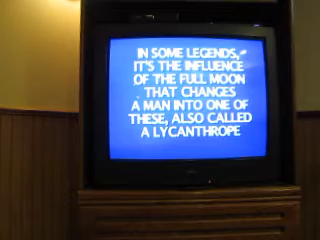 IN SOME LEGENDS,
IT'S THE INFLUENCE
OF THE FULL MOON
THAT CHANGES
A MAN INTO ONE OF
THESE, ALSO CALLED
A LYCANTHROPE